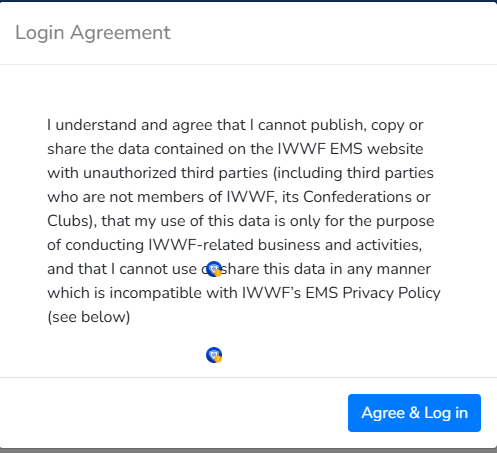 Login Agreement
I understand and agree that I cannot publish, copy or
share the data contained on the IWWF EMS website
with unauthorized third parties (including third parties
who are not members of IWWF, its Confederations or
Clubs), that my use of this data is only for the purpose
of conducting IWWF-related business and activities,
and that I cannot use or share this data in any manner
which is incompatible with IWWF's EMS Privacy Policy
(see below)
Agree & Log in